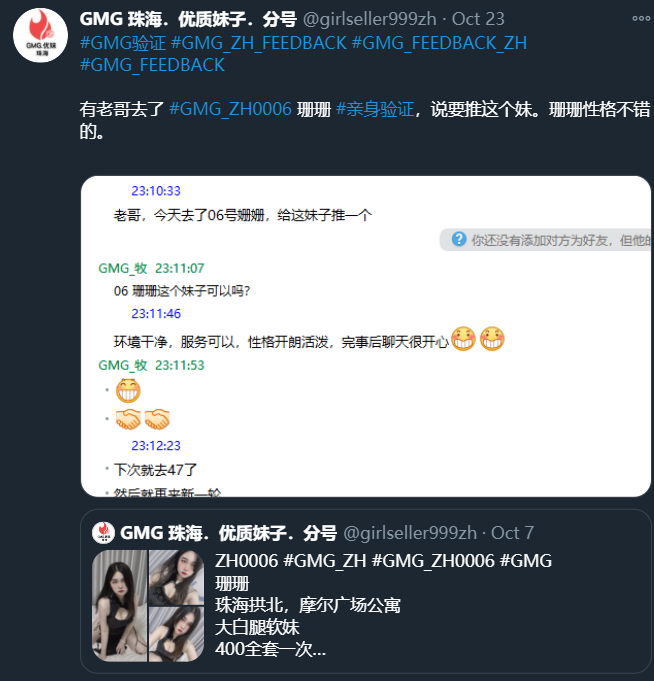 GMG 珠海．优质妹子．分号 @girlseller999zh · Oct 23
#GMG验证 #GMG_ZH_FEEDBACK #GMG_FEEDBACK_ZH
#GMG_FEEDBACK
有老哥去了 #GMG_ZH0006 珊珊 #亲身验证，说要推这个妹。珊珊性格不错
的。
23:10:33
老哥，今天去了06号姗姗，给这妹子推一个
你还没有添加对方为好友，但他的
GMG_牧 23:11:07
06 珊珊这个妹子可以吗?
23:11:46
环境干净，服务可以，性格开朗活泼，完事后聊天很开心
GMG_牧 23:11:53
23:12:23
下次就去47了
然后就再来新一轮
GMG 珠海．优质妹子．分号 @girlseller999zh · Oct 7
ZH0006 #GMG_ZH #GMG_ZH0006 #GMG
珊珊
珠海拱北，摩尔广场公寓
大白腿软妹
400全套一次...
GMG.优妹
珠海